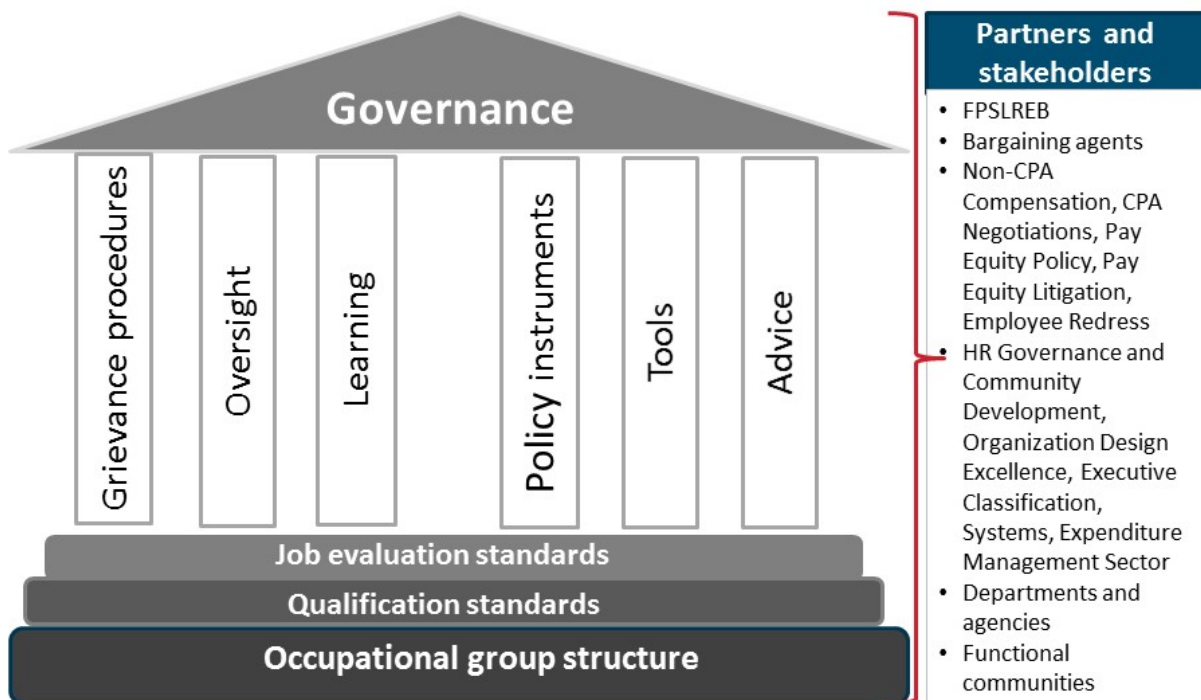 Governance
Grievance procedures
Oversight
Learning
Policy instruments
Tools
Advice
Job evaluation standards
Qualification standards
Occupational group structure
Partners and
stakeholders
• FPSLREB
• Bargaining agents
• Non-CPA
Compensation, CPA
Negotiations, Pay
Equity Policy, Pay
Equity Litigation,
Employee Redress
• HR Governance and
Community
Development,
Organization Design
Excellence, Executive
Classification,
Systems, Expenditure
Management Sector
• Departments and
agencies
• Functional
communities